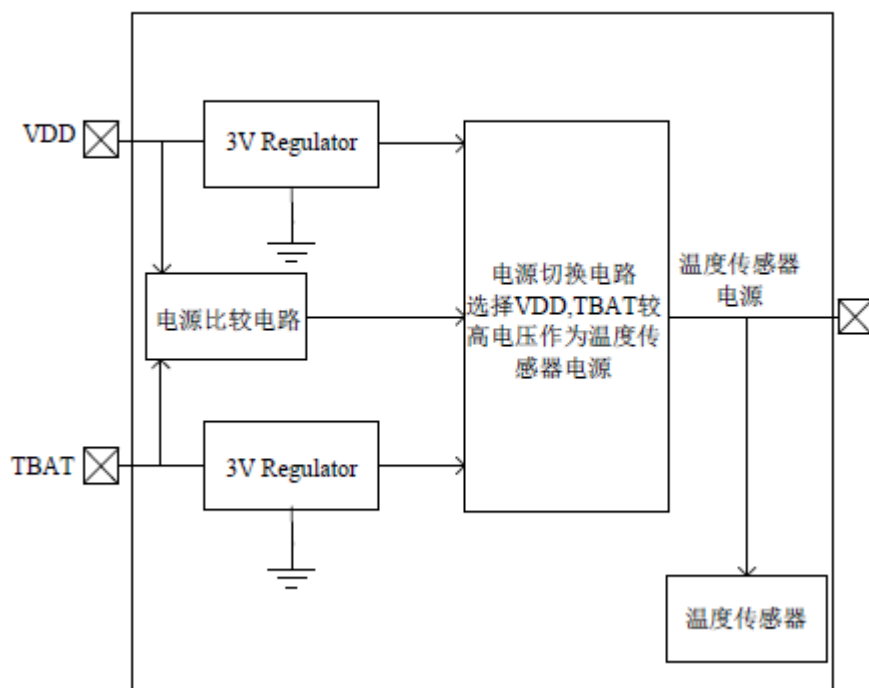 VDD
3V Regulator
电源比较电路
TBAT
3V Regulator
电源切换电路
选择VDD,TBAT较
高电压作为温度传
感器电源
温度传感器
电源
温度传感器